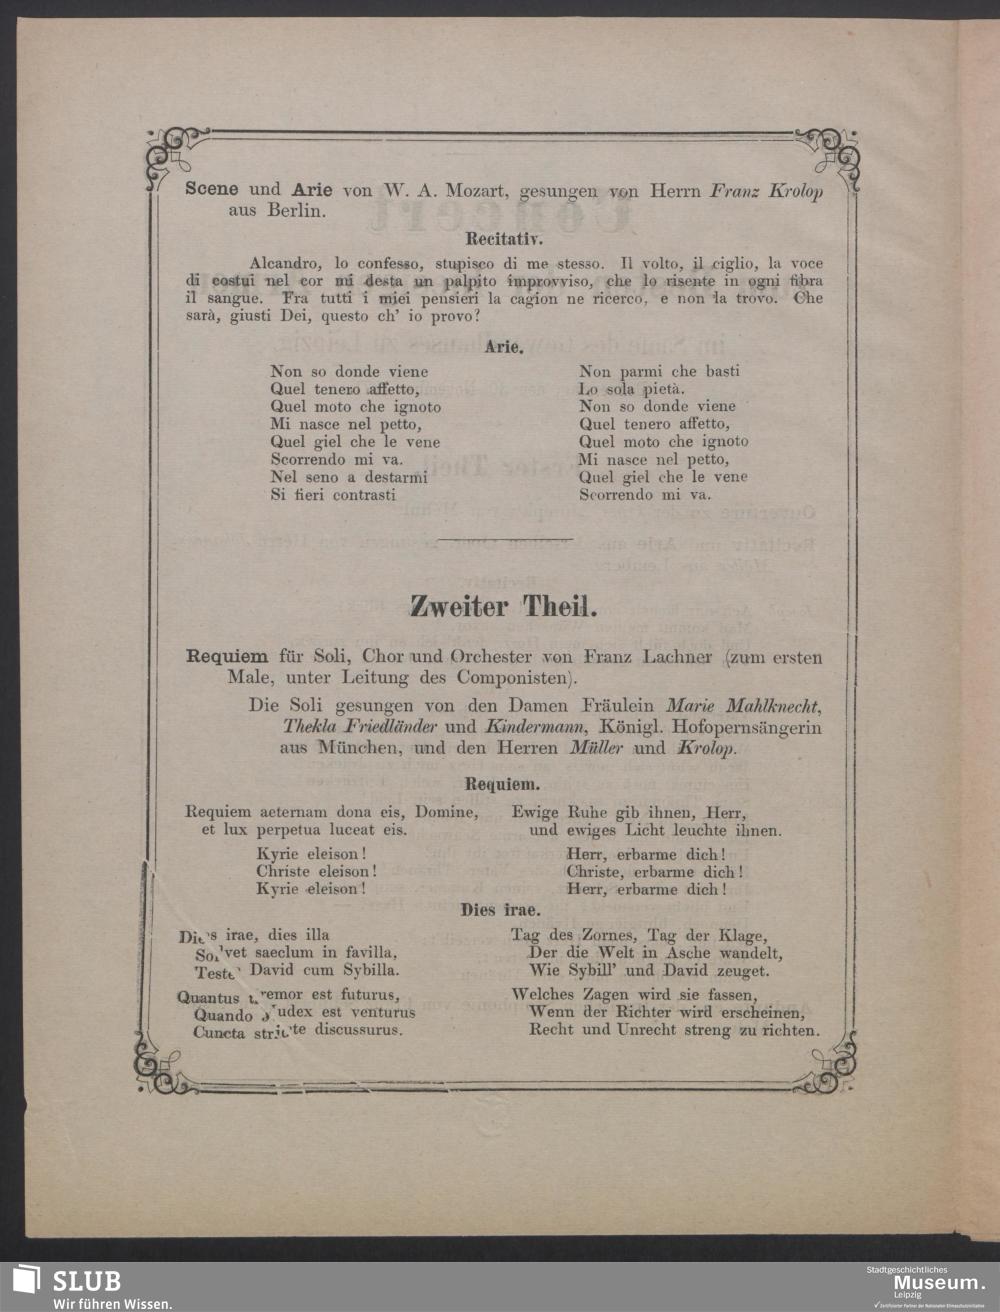 Scene und Arie von W. A. Mozart, gesungen von Herrn Franz Krolop
aus Berlin.
Recitativ.
Alcandro, lo confesso, stupisco di me stesso. Il volto, il ciglio, la voce
di costui nel cor mi desta un palpito improvviso, che lo risente in ogni fibra
il sangue. Fra tutti i miei pensieri la cagion ne ricerco, e non la trovo. Che
sarà, giusti Dei, questo ch' io provo?
Arie.
Non so donde viene
Quel tenero affetto,
Quel moto che ignoto
Mi nasce nel petto,
Quel giel che le vene
Scorrendo mi va.
Nel seno a destarmi
Si fieri contrasti
Non parmi che basti
Lo sola pietà.
Non so donde viene
Quel tenero affetto,
Quel moto che ignoto
Mi nasce nel petto,
Quel giel che le vene
Scorrendo mi va.
Zweiter Theil.
Requiem für Soli, Chor und Orchester von Franz Lachner (zum ersten
Male, unter Leitung des Componisten).
Die Soli gesungen von den Damen Fräulein Marie Mahlknecht,
Thekla Friedländer und Kindermann, Königl. Hofopernsängerin
aus München, und den Herren Müller und Krolop.
Requiem.
Requiem aeternam dona eis, Domine,
et lux perpetua luceat eis.
Kyrie eleison!
Christe eleison!
Kyrie eleison!
Ewige Ruhe gib ihnen, Herr,
und ewiges Licht leuchte ihnen.
Herr, erbarme dich!
Christe, erbarme dich!
Herr, erbarme dich!
Dies irae.
Dies irae, dies illa
Solvet saeclum in favilla,
Teste David cum Sybilla.
Quantus tremor est futurus,
Quando judex est venturus
Cuncta stricte discussurus.
Tag des Zornes, Tag der Klage,
Der die Welt in Asche wandelt,
Wie Sybill' und David zeuget.
Welches Zagen wird sie fassen,
Wenn der Richter wird erscheinen,
Recht und Unrecht streng zu richten.
SLUB
Wir führen Wissen.
Stadtgeschichtliches
Museum.
Leipzig
Zertifizierter Partner der Nationalen Klimaschutzinitiative